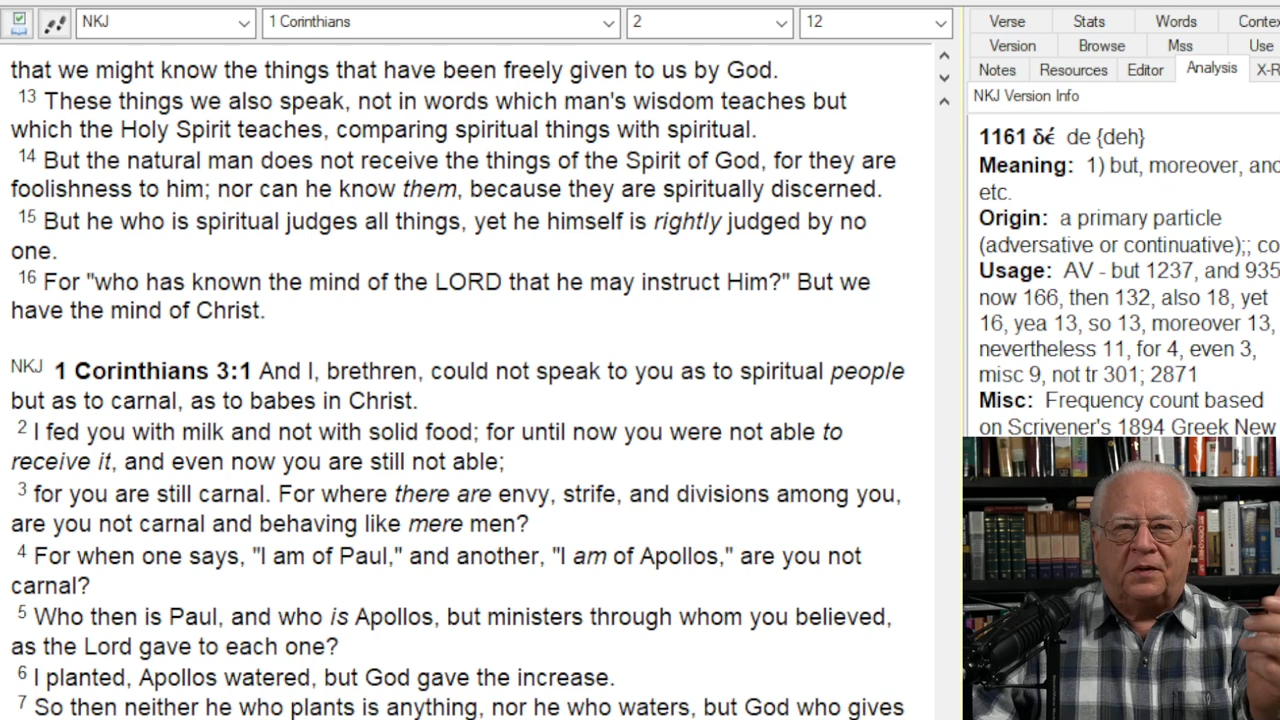 NKJ
1 Corinthians
2
12
that we might know the things that have been freely given to us by God.
13 These things we also speak, not in words which man's wisdom teaches but
which the Holy Spirit teaches, comparing spiritual things with spiritual.
14 But the natural man does not receive the things of the Spirit of God, for they are
foolishness to him; nor can he know them, because they are spiritually discerned.
15 But he who is spiritual judges all things, yet he himself is rightly judged by no
one.
16 For "who has known the mind of the LORD that he may instruct Him?" But we
have the mind of Christ.
NKJ 1 Corinthians 3:1 And I, brethren, could not speak to you as to spiritual people
but as to carnal, as to babes in Christ.
2 I fed you with milk and not with solid food; for until now you were not able to
receive it, and even now you are still not able;
3 for you are still carnal. For where there are envy, strife, and divisions among you,
are you not carnal and behaving like mere men?
4 For when one says, "I am of Paul," and another, "I am of Apollos," are you not
carnal?
5 Who then is Paul, and who is Apollos, but ministers through whom you believed,
as the Lord gave to each one?
6 I planted, Apollos watered, but God gave the increase.
7 So then neither he who plants is anything, nor he who waters, but God who gives
Verse Stats Words Contex
Version Browse Mss Use
Notes Resources Editor Analysis X-R
NKJ Version Info
1161 δέ de {deh}
Meaning: 1) but, moreover, and
etc.
Origin: a primary particle
(adversative or continuative);; co
Usage: AV - but 1237, and 935
now 166, then 132, also 18, yet
16, yea 13, so 13, moreover 13,
nevertheless 11, for 4, even 3,
misc 9, not tr 301; 2871
Misc: Frequency count based
on Scrivener's 1894 Greek New